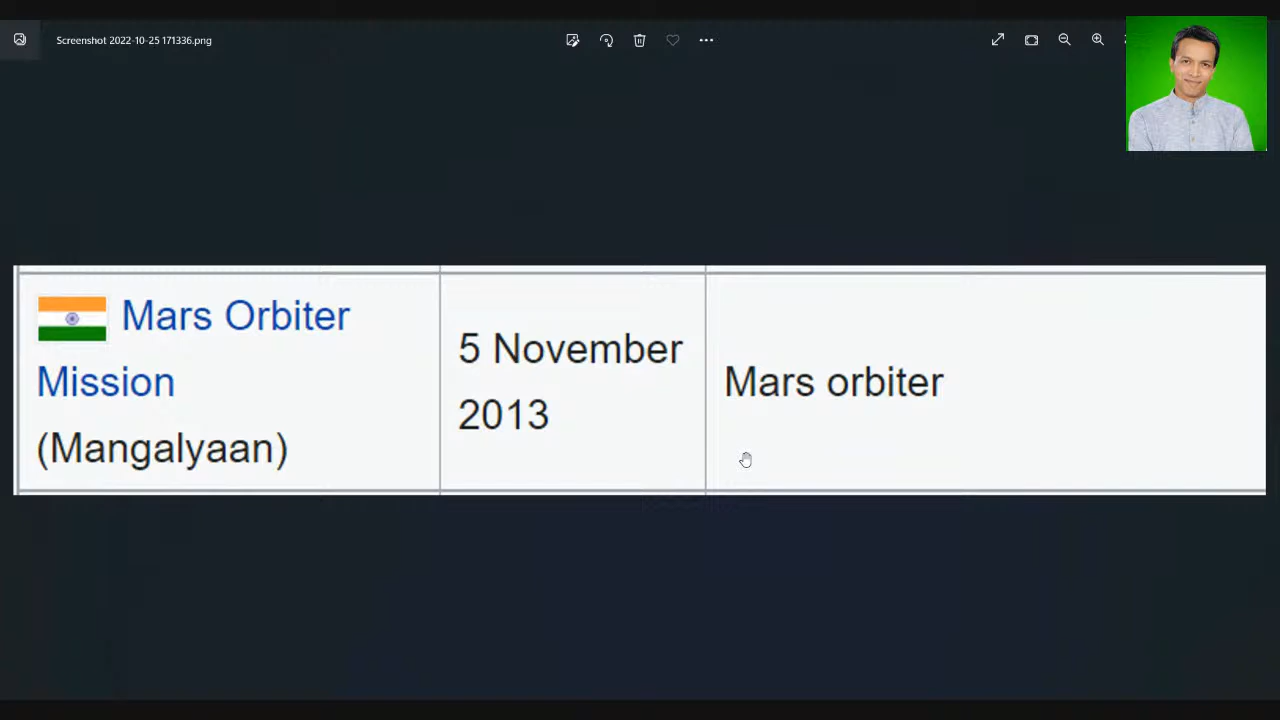 Screenshot 2022-10-25 171336.png
Mars Orbiter
Mission
(Mangalyaan)
5 November
2013
Mars orbiter